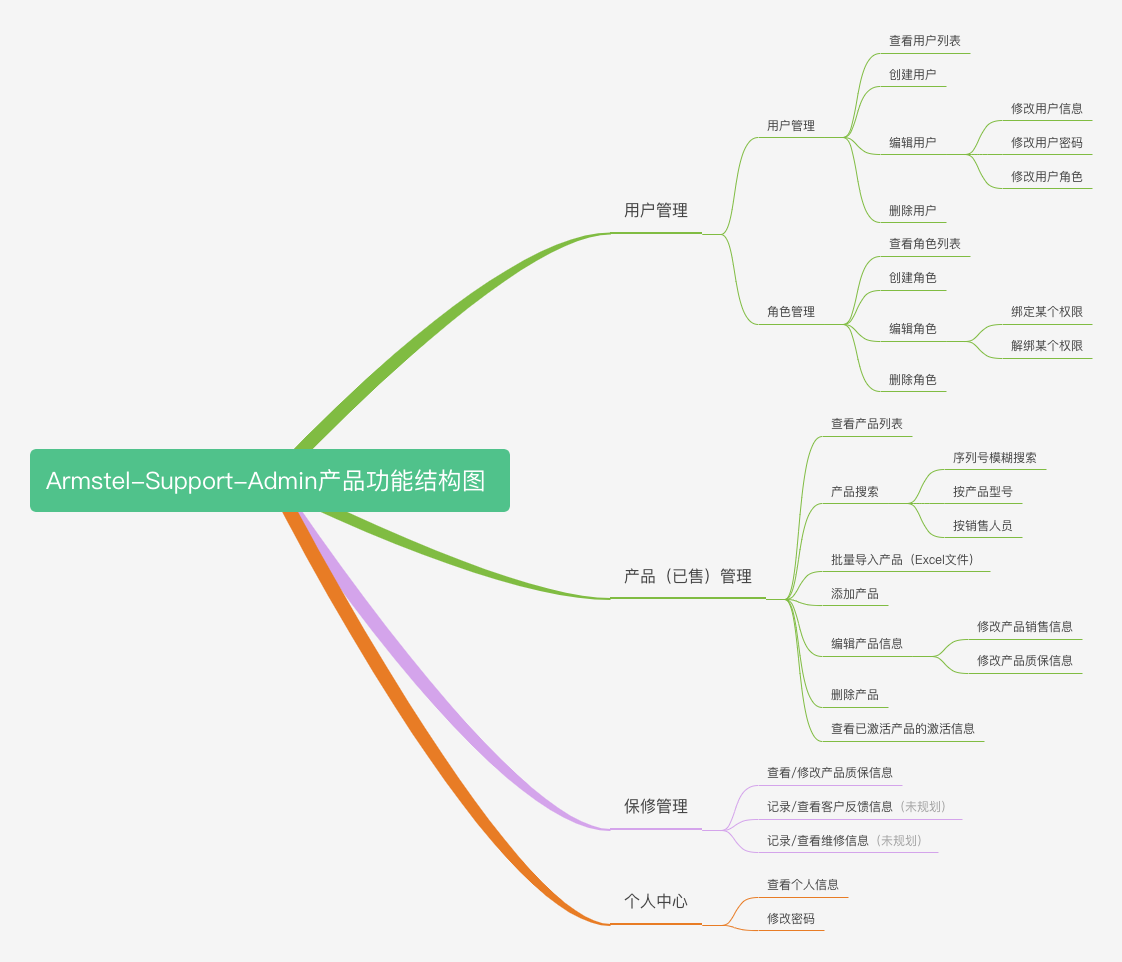 Armstel-Support-Admin产品功能结构图
用户管理
用户管理
查看用户列表
创建用户
编辑用户
修改用户信息
修改用户密码
修改用户角色
删除用户
角色管理
查看角色列表
创建角色
编辑角色
绑定某个权限
解绑某个权限
删除角色
产品（已售）管理
查看产品列表
产品搜索
序列号模糊搜索
按产品型号
按销售人员
批量导入产品（Excel文件）
添加产品
编辑产品信息
修改产品销售信息
修改产品质保信息
删除产品
查看已激活产品的激活信息
保修管理
查看/修改产品质保信息
记录/查看客户反馈信息（未规划）
记录/查看维修信息（未规划）
个人中心
查看个人信息
修改密码